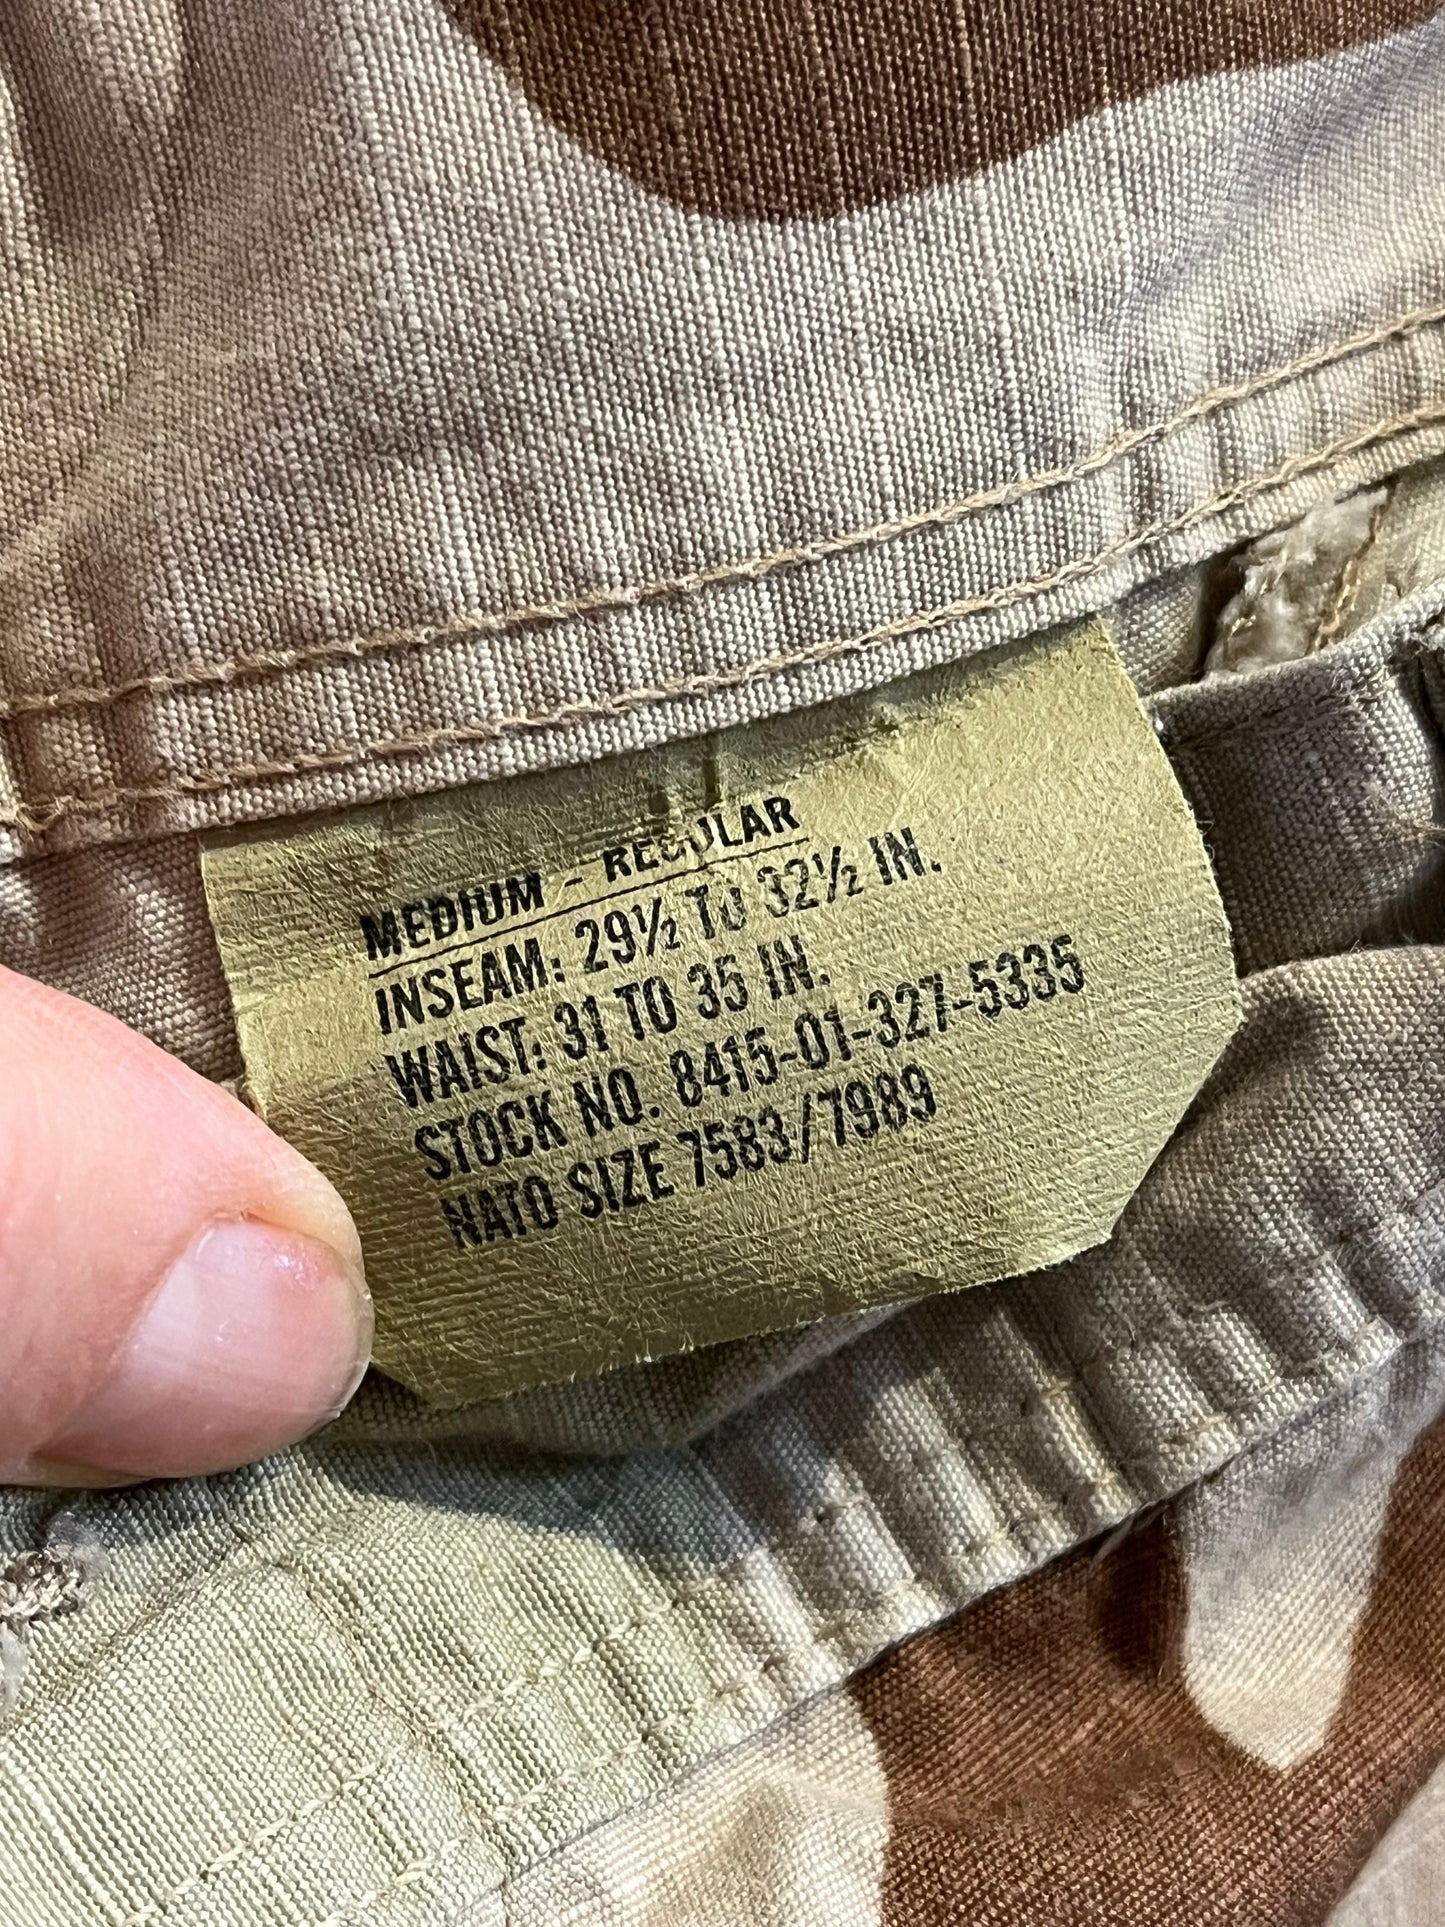 MEDIUM - REGULAR
INSEAM: 29½ TO 32½ IN.
WAIST: 31 TO 35 IN.
STOCK NO. 8415-01-327-5335
NATO SIZE 7583/7989